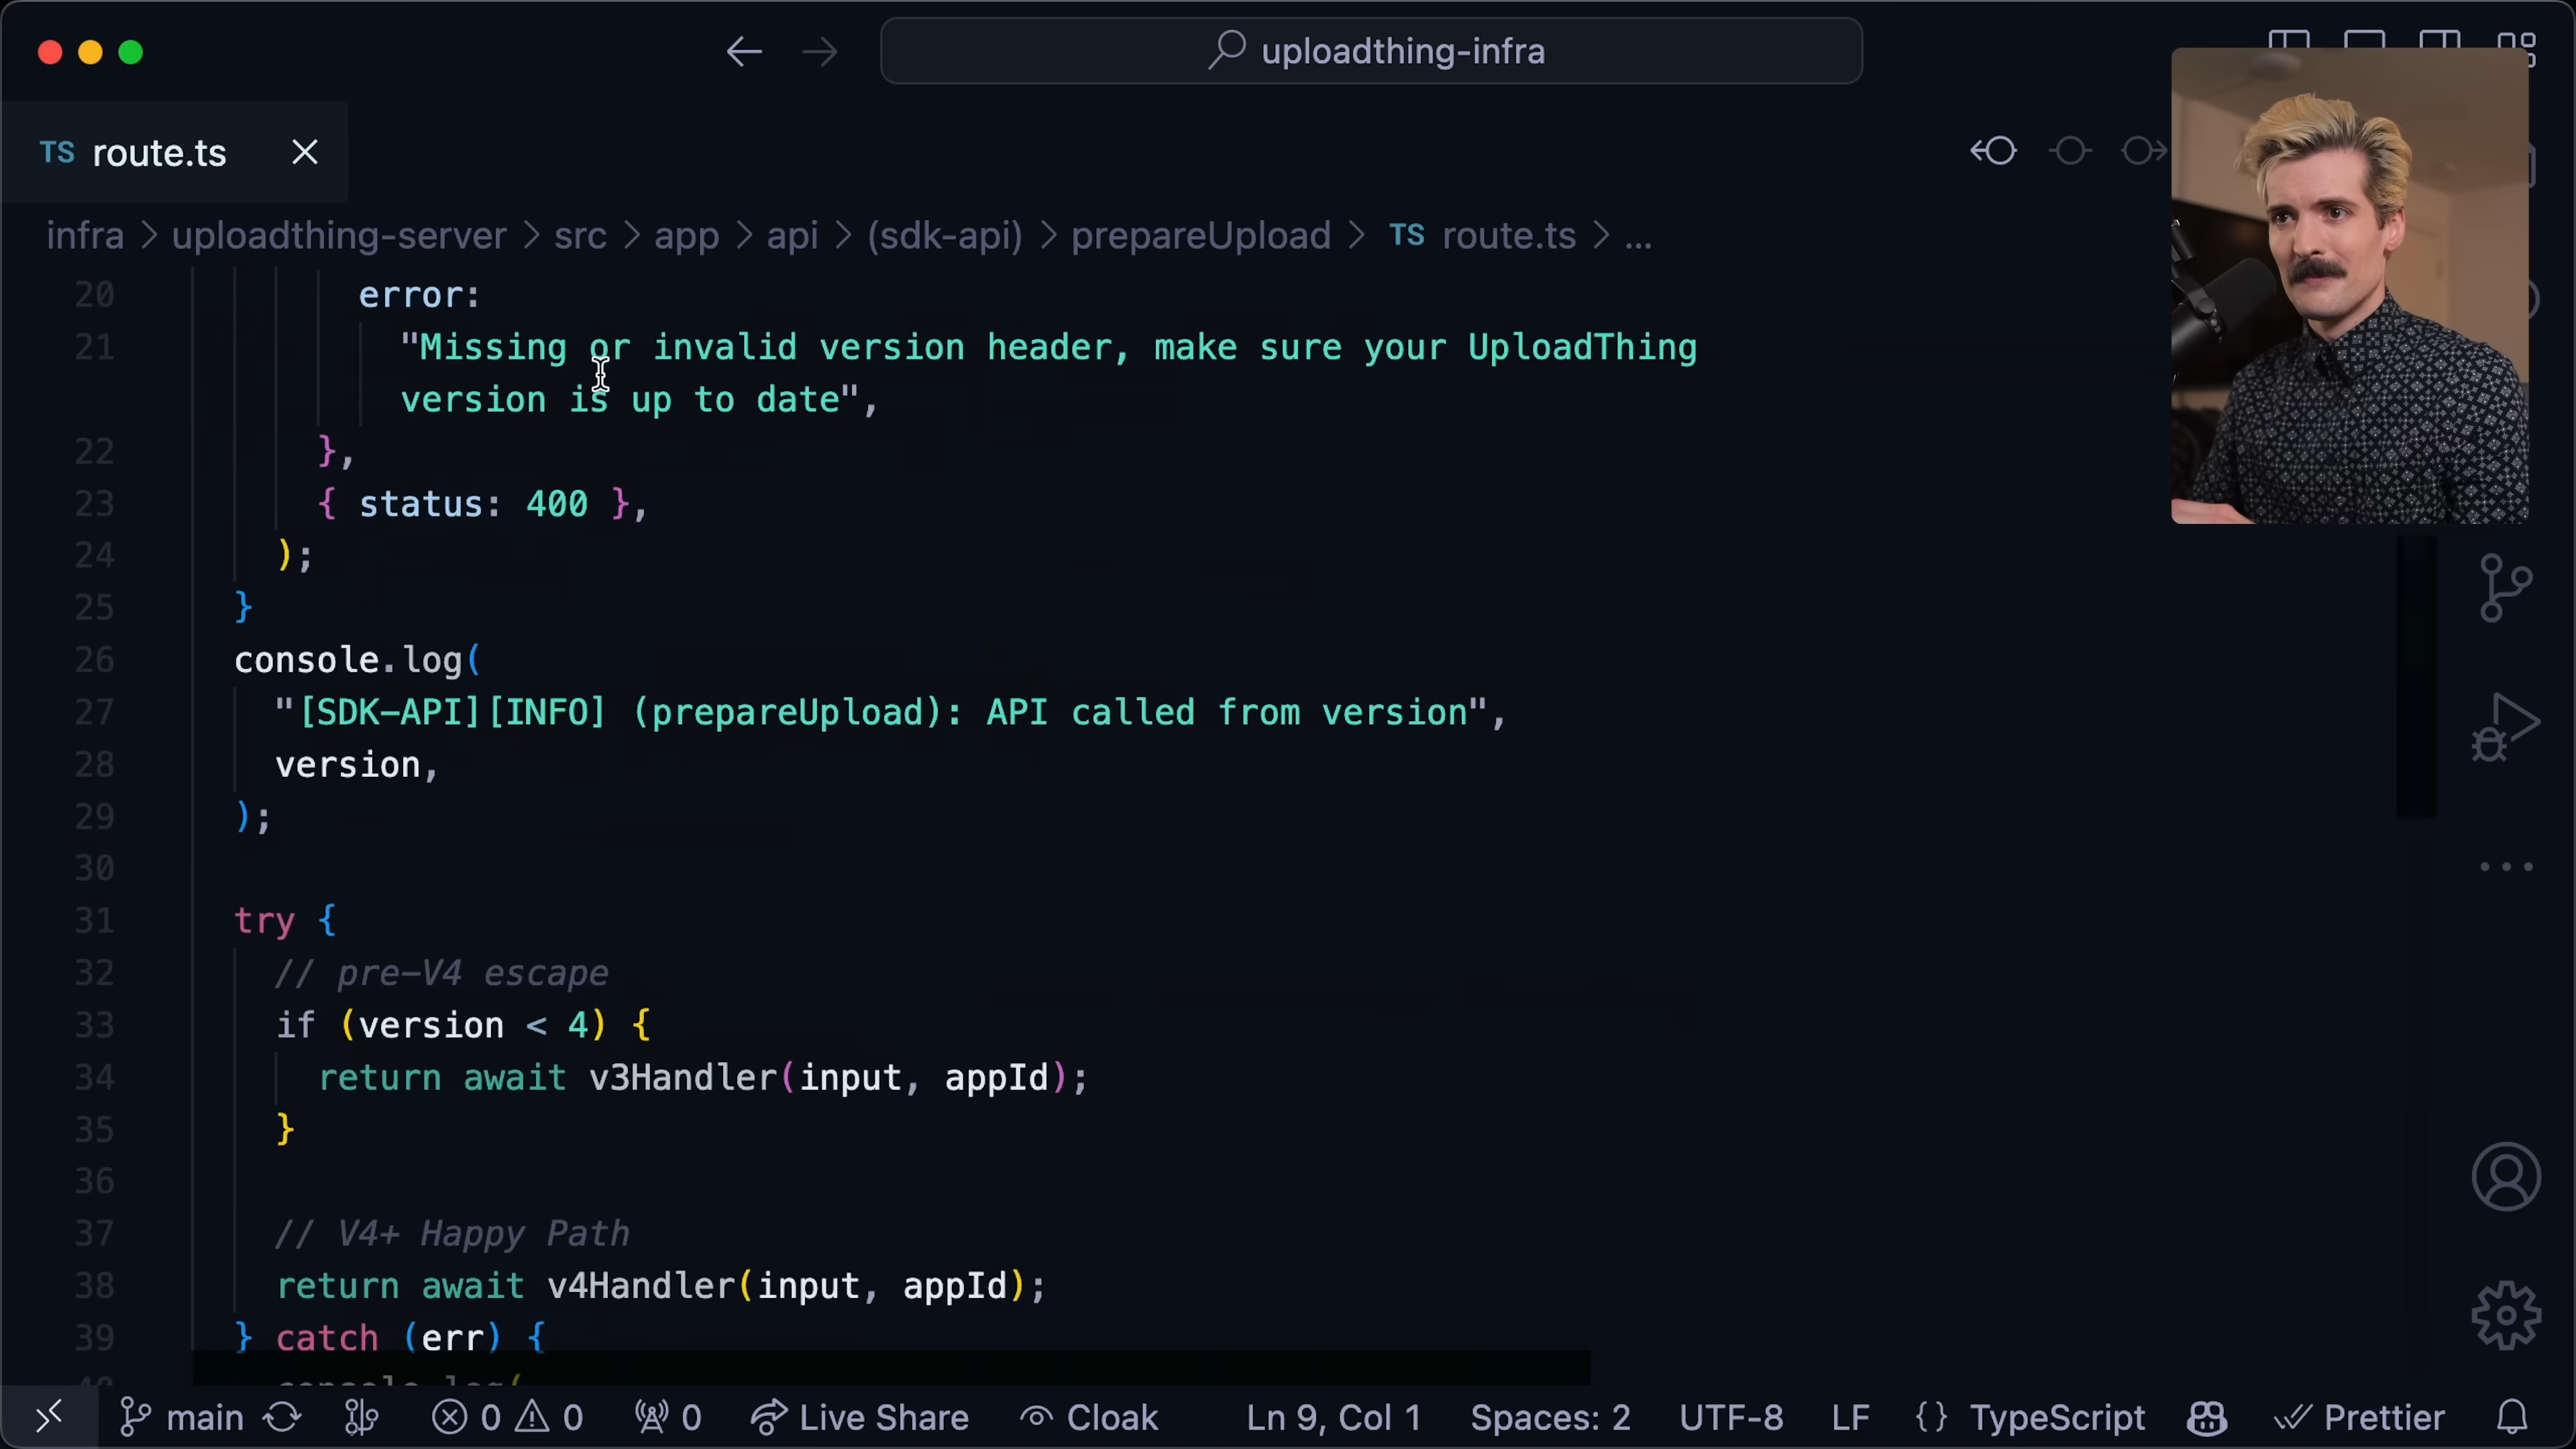 uploadthing-infra
TS route.ts
infra > uploadthing-server > src > app > api > (sdk-api) > prepareUpload > TS route.ts > ...
20 error:
21 "Missing or invalid version header, make sure your UploadThing
version is up to date",
22 },
23 { status: 400 },
24 );
25 }
26 console.log(
27 "[SDK-API][INFO] (prepareUpload): API called from version",
28 version,
29 );
30
31 try {
32 // pre-V4 escape
33 if (version < 4) {
34 return await v3Handler(input, appId);
35 }
36
37 // V4+ Happy Path
38 return await v4Handler(input, appId);
39 } catch (err) {
40 console.log(
main 0 0 0 Live Share Cloak Ln 9, Col 1 Spaces: 2 UTF-8 LF {} TypeScript Prettier